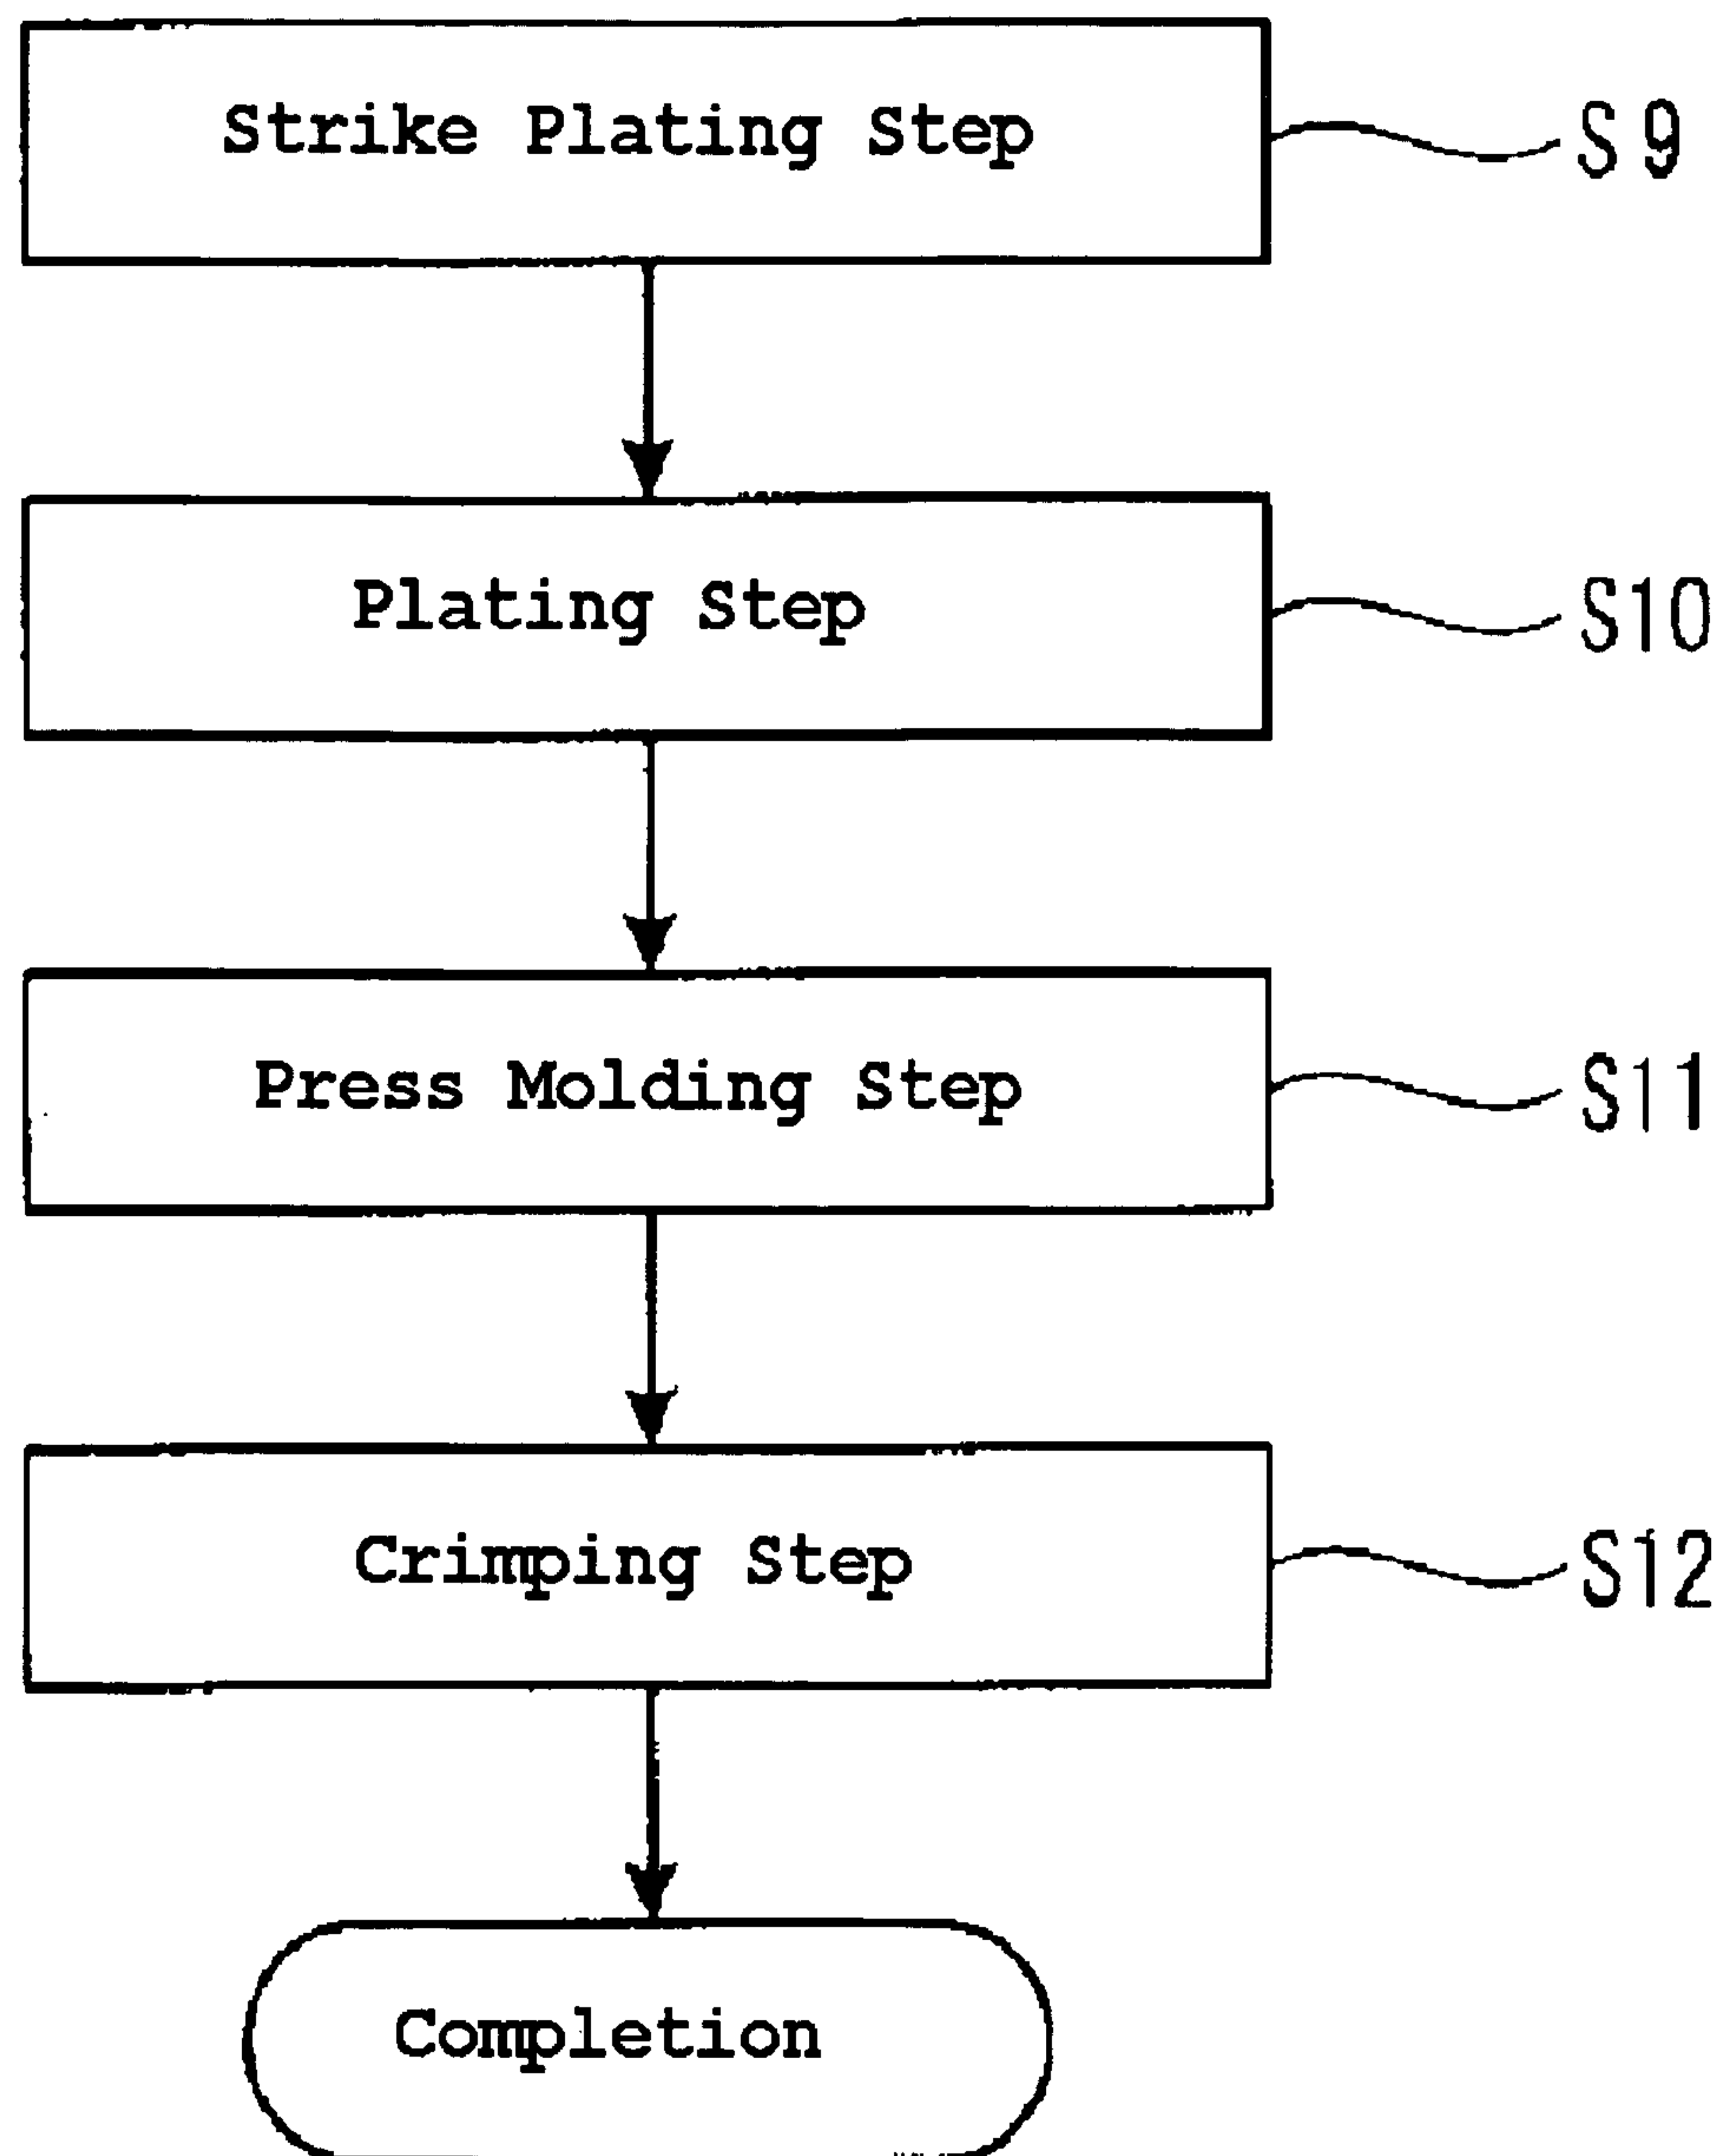 Strike Plating Step
S9
Plating Step
S10
Press Molding Step
S11
Crimping Step
S12
Completion